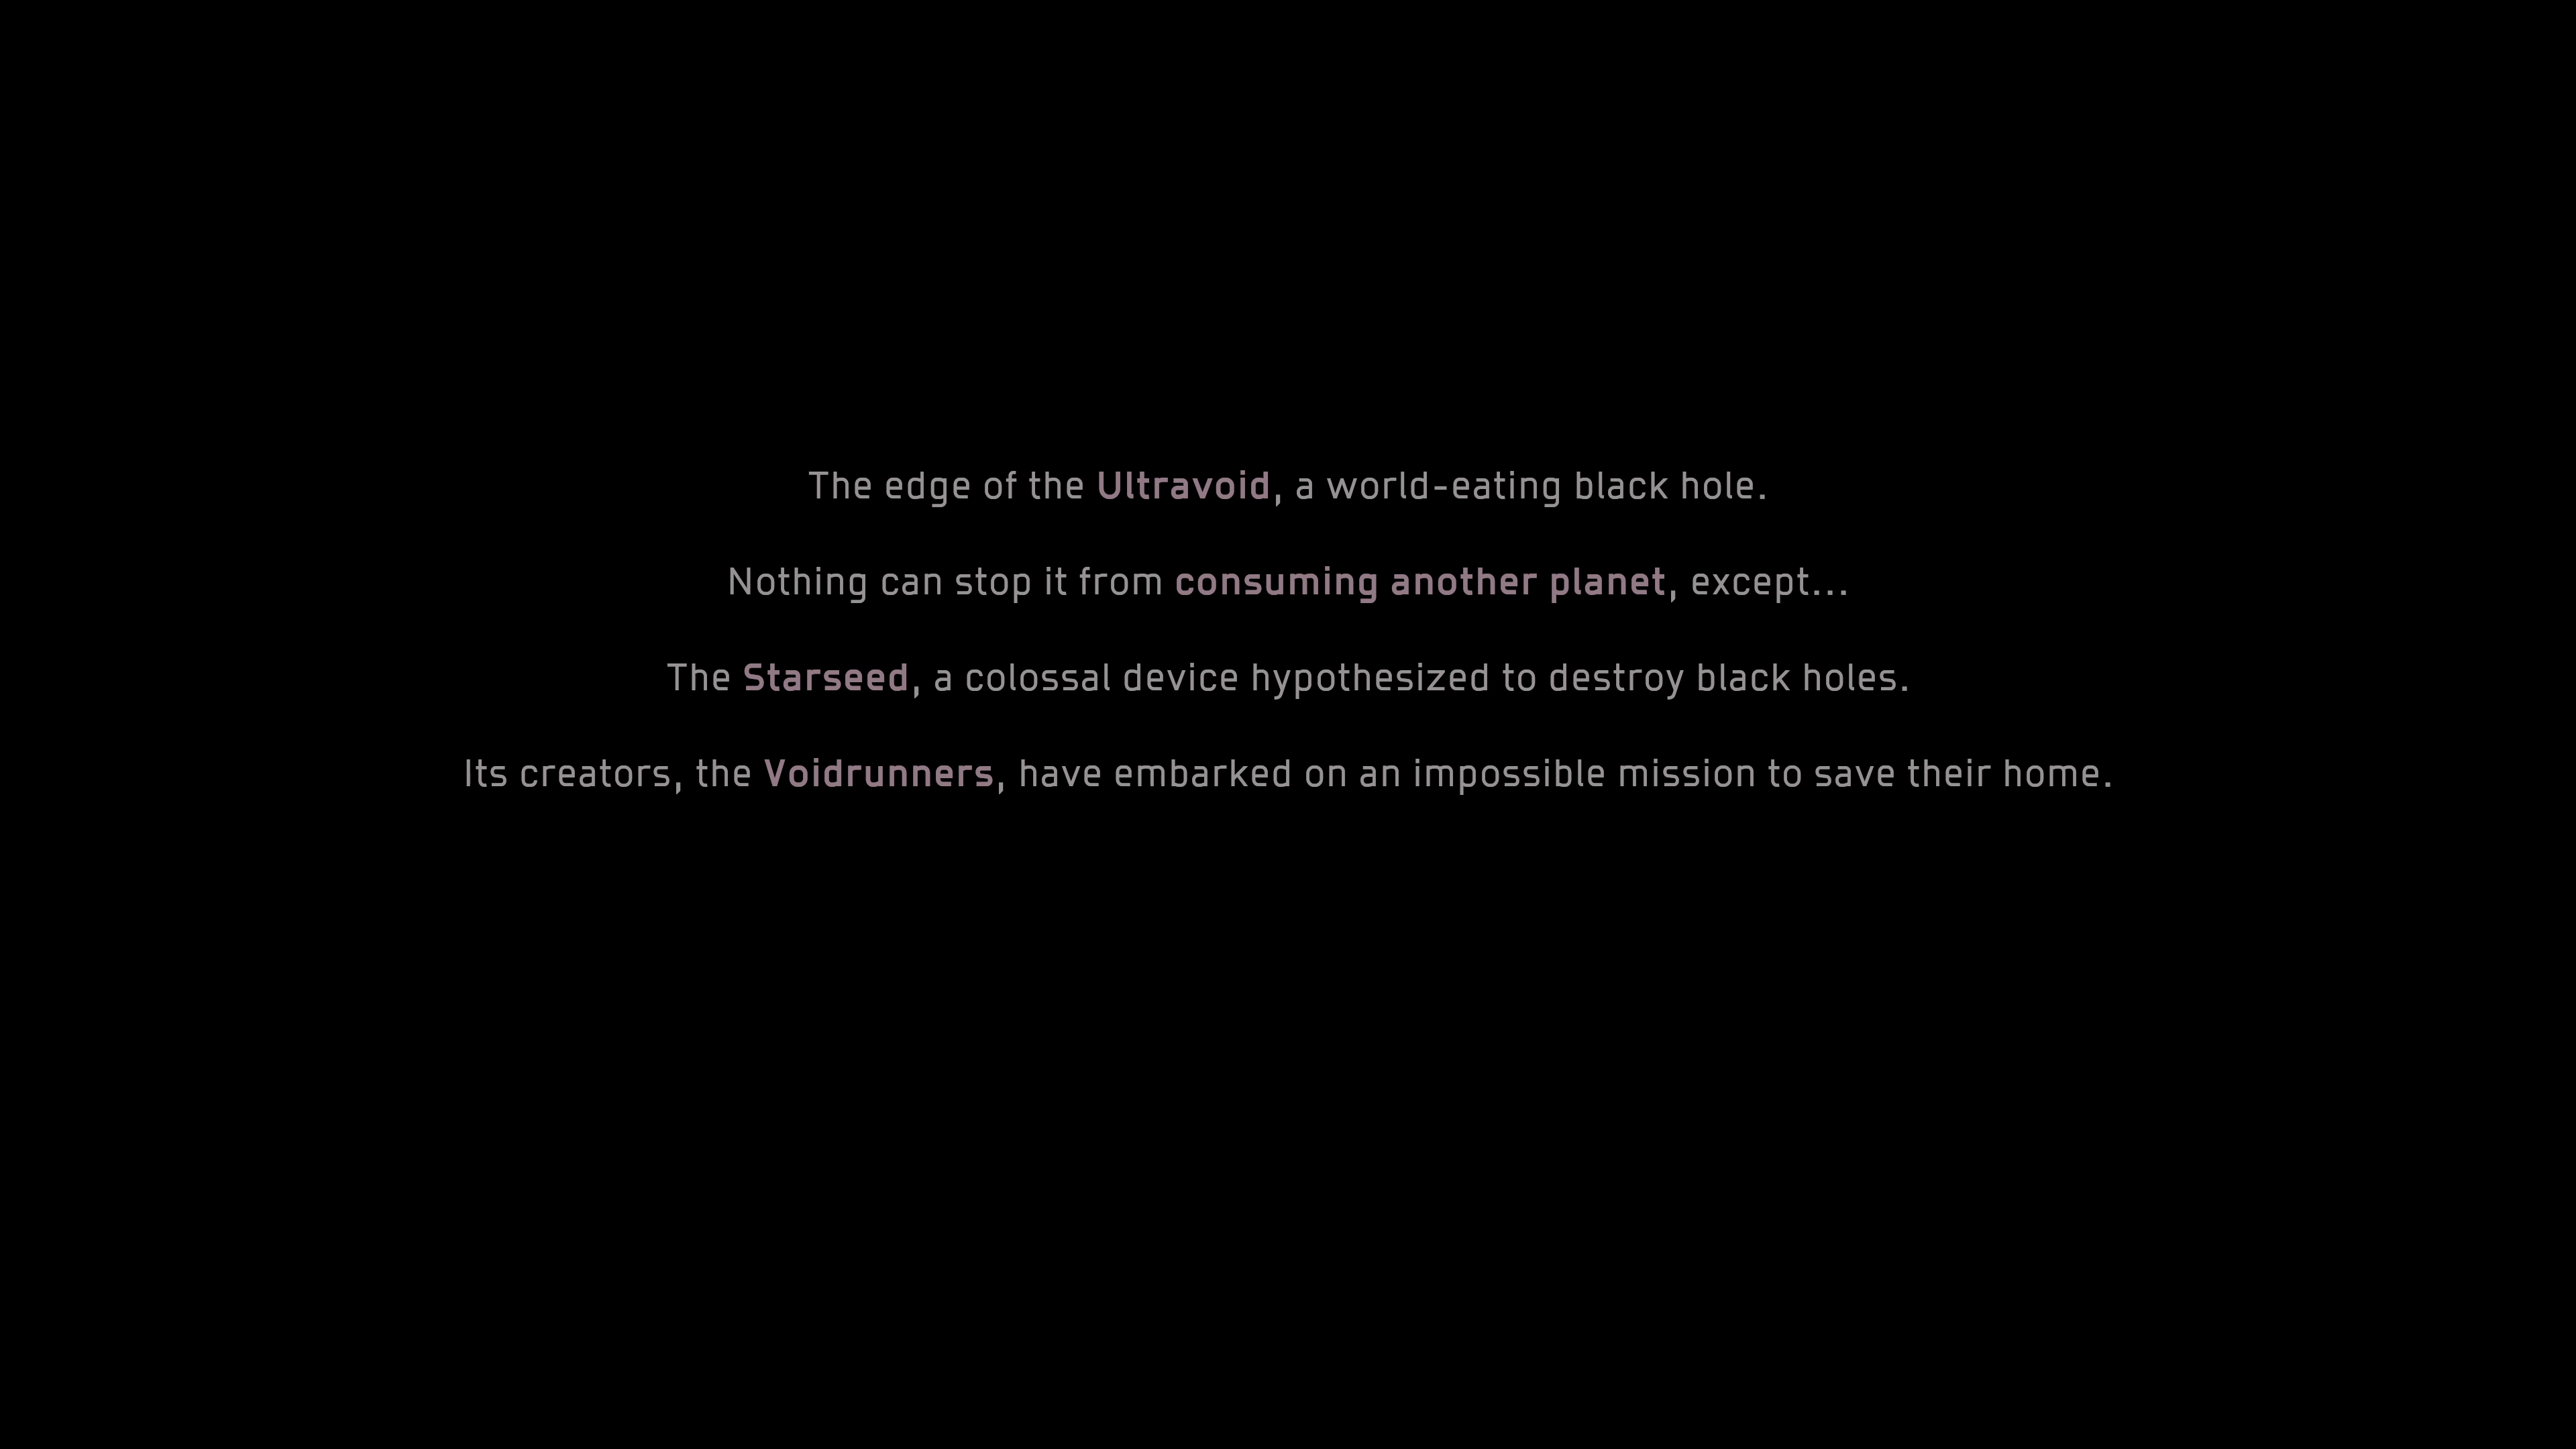 The edge of the Ultravoid, a world-eating black hole.
Nothing can stop it from consuming another planet, except...
The Starseed, a colossal device hypothesized to destroy black holes.
Its creators, the Voidrunners, have embarked on an impossible mission to save their home.